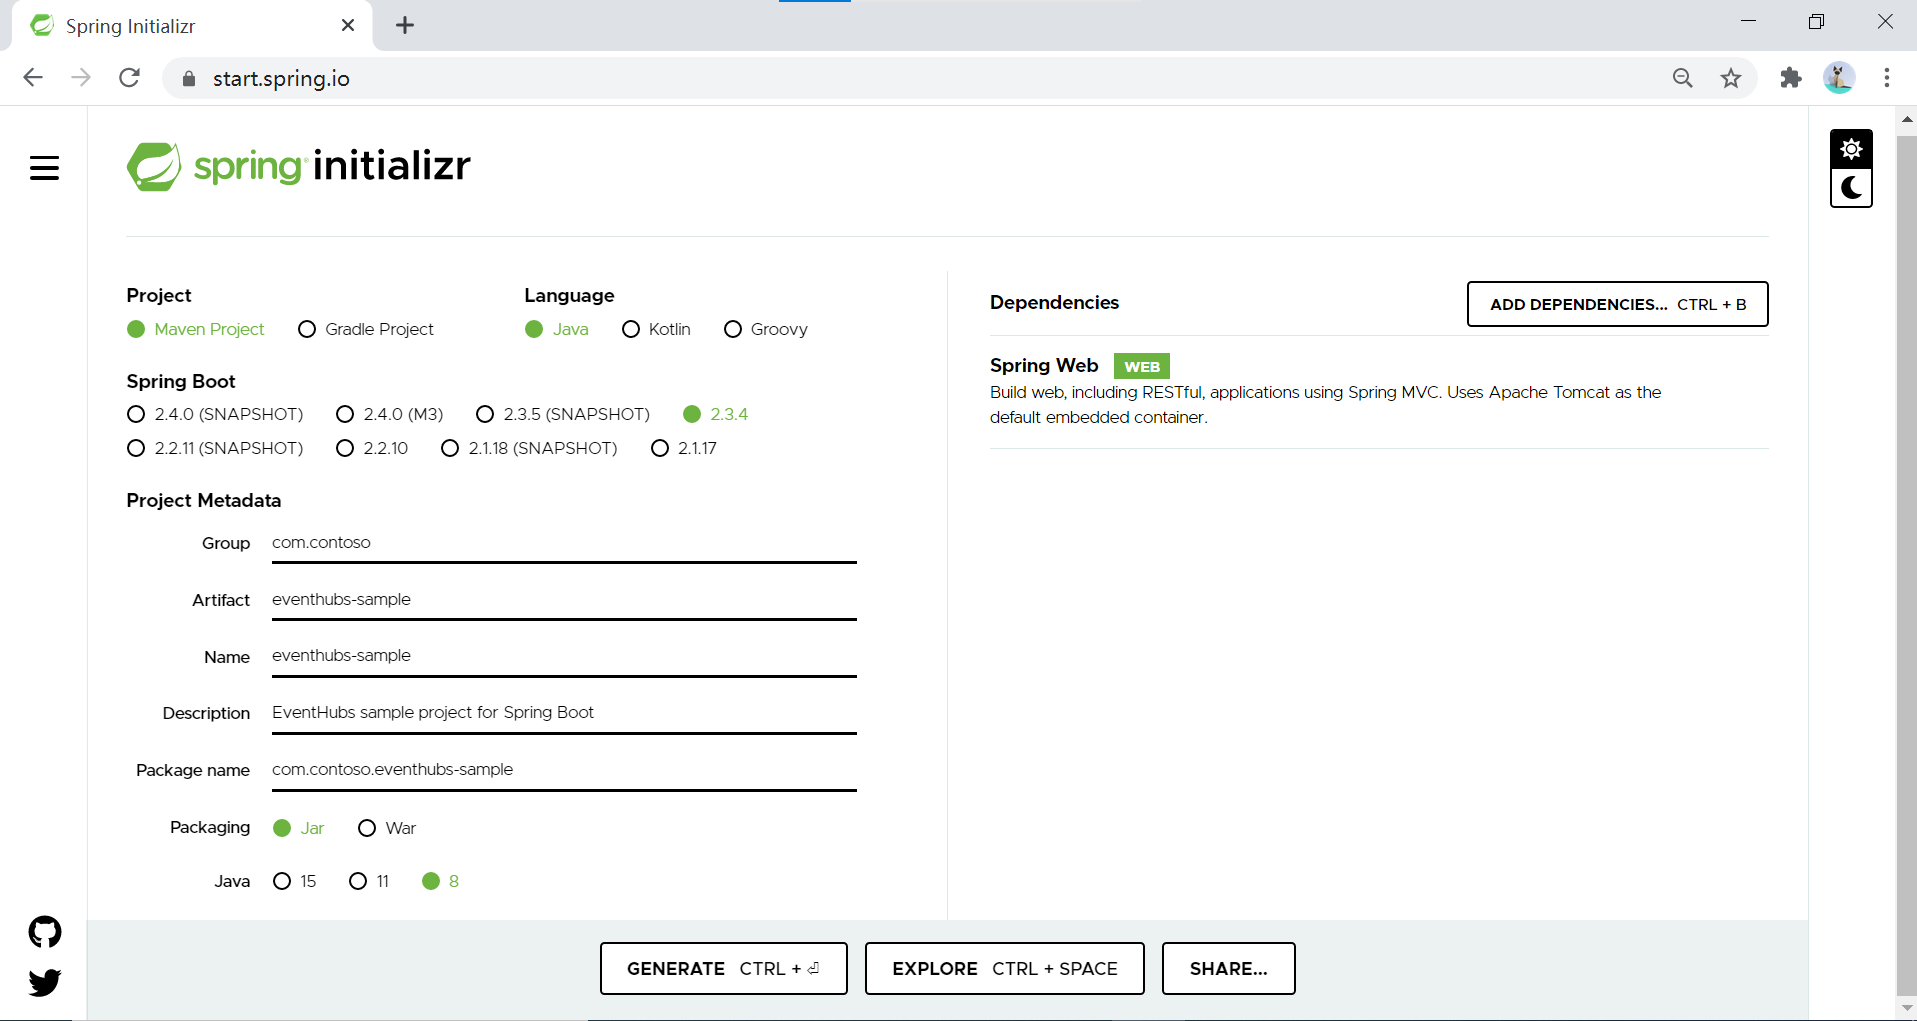 Spring Initializr
start.spring.io
spring initializr
Project
Maven Project Gradle Project
Language
Java Kotlin Groovy
Spring Boot
2.4.0 (SNAPSHOT) 2.4.0 (M3) 2.3.5 (SNAPSHOT) 2.3.4
2.2.11 (SNAPSHOT) 2.2.10 2.1.18 (SNAPSHOT) 2.1.17
Project Metadata
Group com.contoso
Artifact eventhubs-sample
Name eventhubs-sample
Description EventHubs sample project for Spring Boot
Package name com.contoso.eventhubs-sample
Packaging Jar War
Java 15 11 8
Dependencies
ADD DEPENDENCIES... CTRL + B
Spring Web WEB
Build web, including RESTful, applications using Spring MVC. Uses Apache Tomcat as the
default embedded container.
GENERATE CTRL + ⏎
EXPLORE CTRL + SPACE
SHARE...